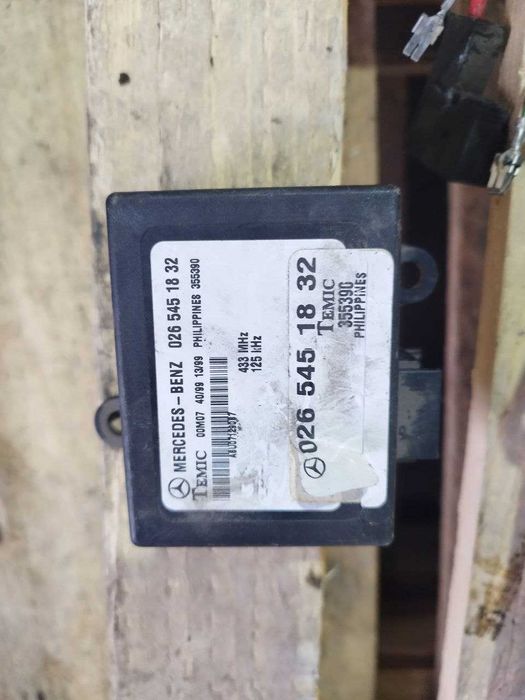 MERCEDES-BENZ 026 545 18 32
TEMIC 00M07 40/99 13/99 PHILIPPINES 355390
433 MHz
125 kHz
026 545 18 32
TEMIC
355390
PHILIPPINES